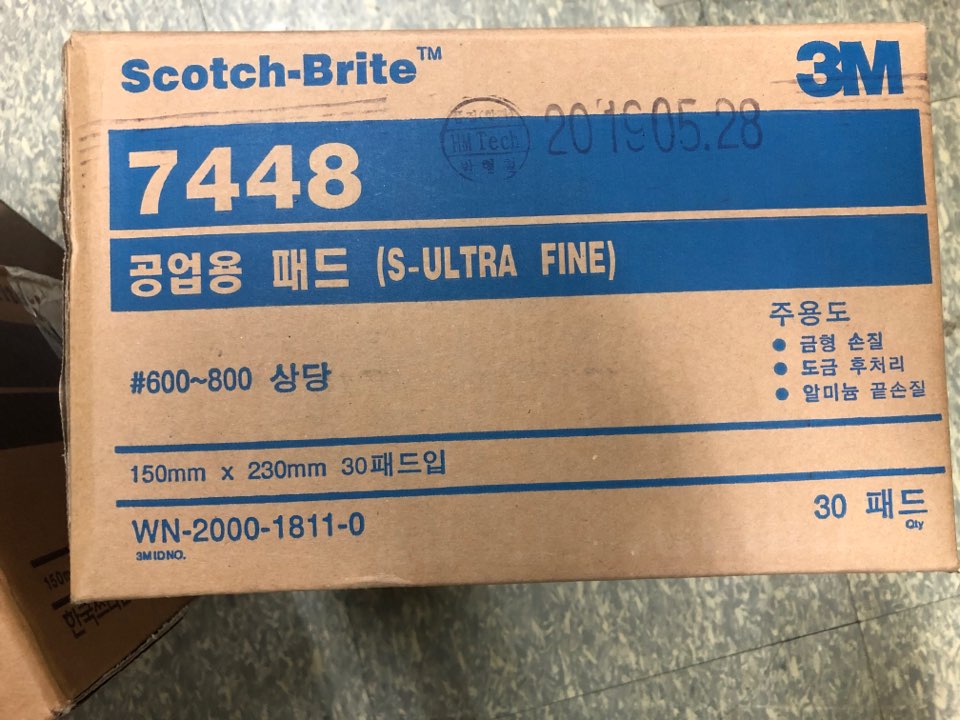 Scotch-Brite™
3M
HM Tech
2019.05.28
7448
공업용 패드 (S-ULTRA FINE)
주용도
● 금형 손질
● 도금 후처리
● 알미늄 끝손질
#600~800 상당
150mm x 230mm 30패드입
WN-2000-1811-0
3M ID NO.
30 패드
Qty
150m